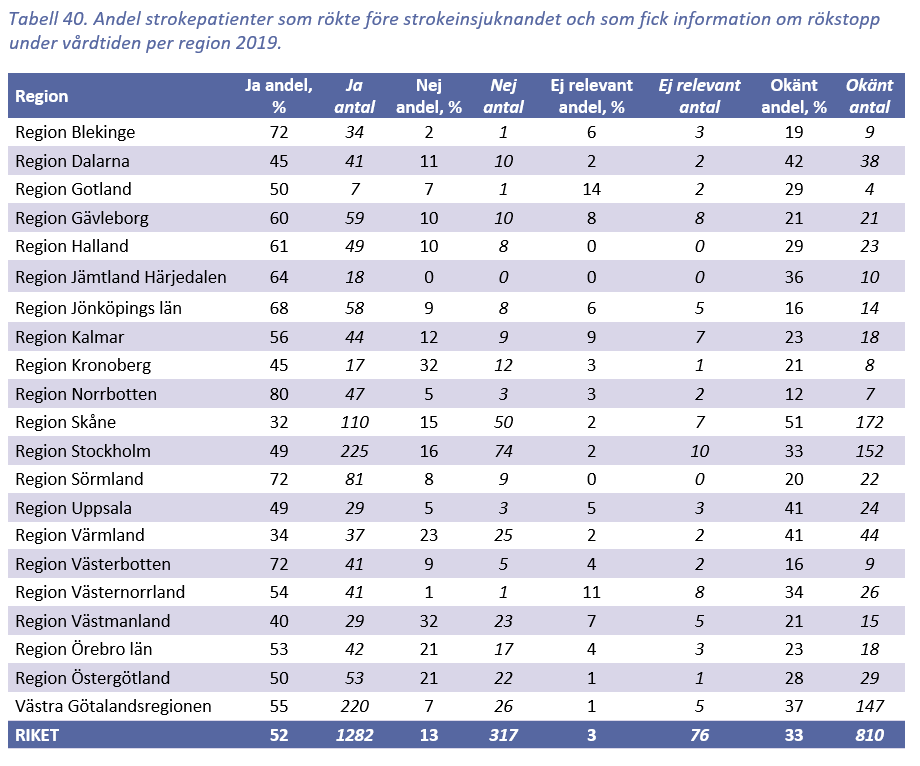 Tabell 40. Andel strokepatienter som rökte före strokeinsjuknandet och som fick information om rökstopp
under vårdtiden per region 2019.
Region Ja andel, % Ja antal Nej andel, % Nej antal Ej relevant andel, % Ej relevant antal Okänt andel, % Okänt antal
Region Blekinge 72 34 2 1 6 3 19 9
Region Dalarna 45 41 11 10 2 2 42 38
Region Gotland 50 7 7 1 14 2 29 4
Region Gävleborg 60 59 10 10 8 8 21 21
Region Halland 61 49 10 8 0 0 29 23
Region Jämtland Härjedalen 64 18 0 0 0 0 36 10
Region Jönköpings län 68 58 9 8 6 5 16 14
Region Kalmar 56 44 12 9 9 7 23 18
Region Kronoberg 45 17 32 12 3 1 21 8
Region Norrbotten 80 47 5 3 3 2 12 7
Region Skåne 32 110 15 50 2 7 51 172
Region Stockholm 49 225 16 74 2 10 33 152
Region Sörmland 72 81 8 9 0 0 20 22
Region Uppsala 49 29 5 3 5 3 41 24
Region Värmland 34 37 23 25 2 2 41 44
Region Västerbotten 72 41 9 5 4 2 16 9
Region Västernorrland 54 41 1 1 11 8 34 26
Region Västmanland 40 29 32 23 7 5 21 15
Region Örebro län 53 42 21 17 4 3 23 18
Region Östergötland 50 53 21 22 1 1 28 29
Västra Götalandsregionen 55 220 7 26 1 5 37 147
RIKET 52 1282 13 317 3 76 33 810